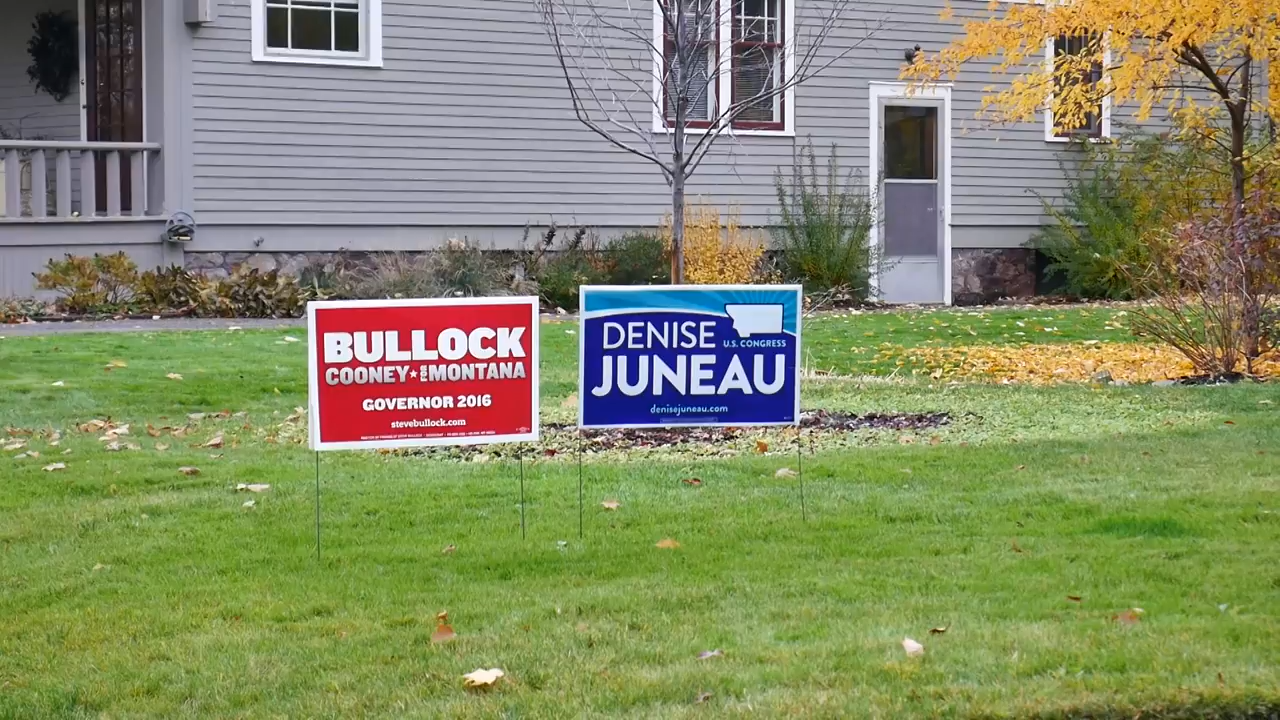 BULLOCK
COONEY★FOR MONTANA
GOVERNOR 2016
stevebullock.com
DENISE
U.S. CONGRESS
JUNEAU
denisejuneau.com